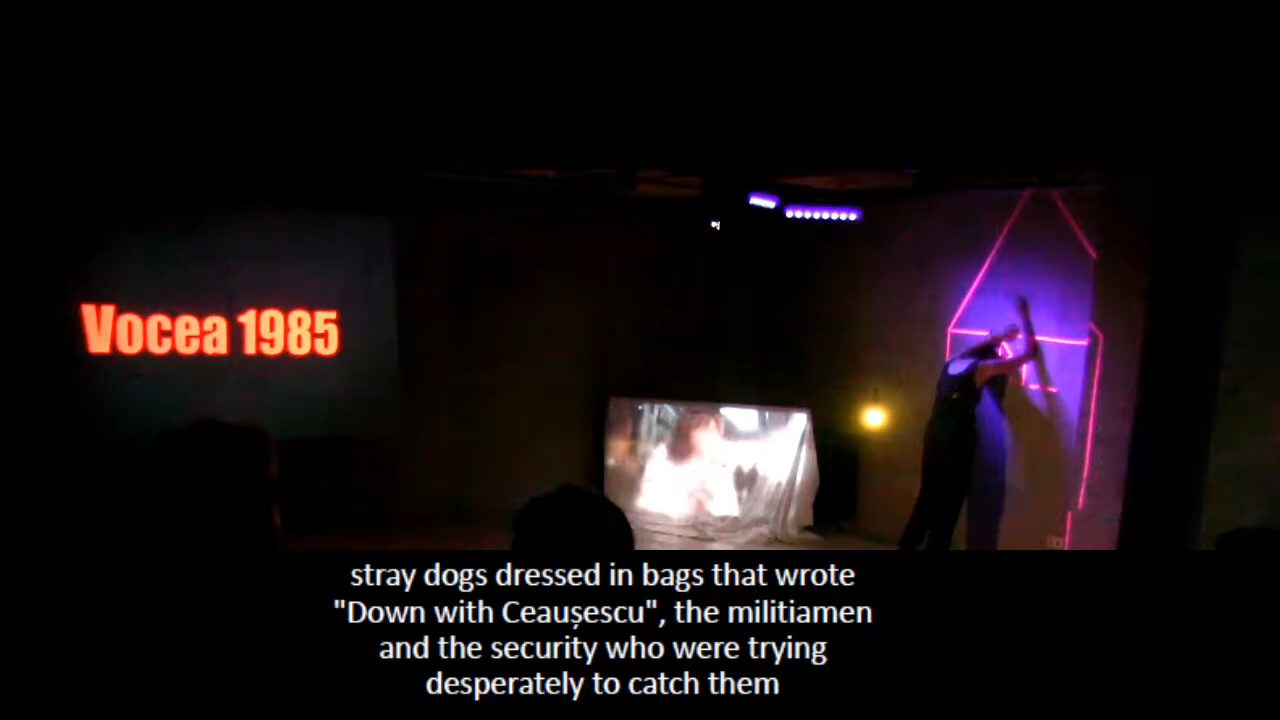 Vocea 1985
stray dogs dressed in bags that wrote
"Down with Ceaușescu", the militiamen
and the security who were trying
desperately to catch them